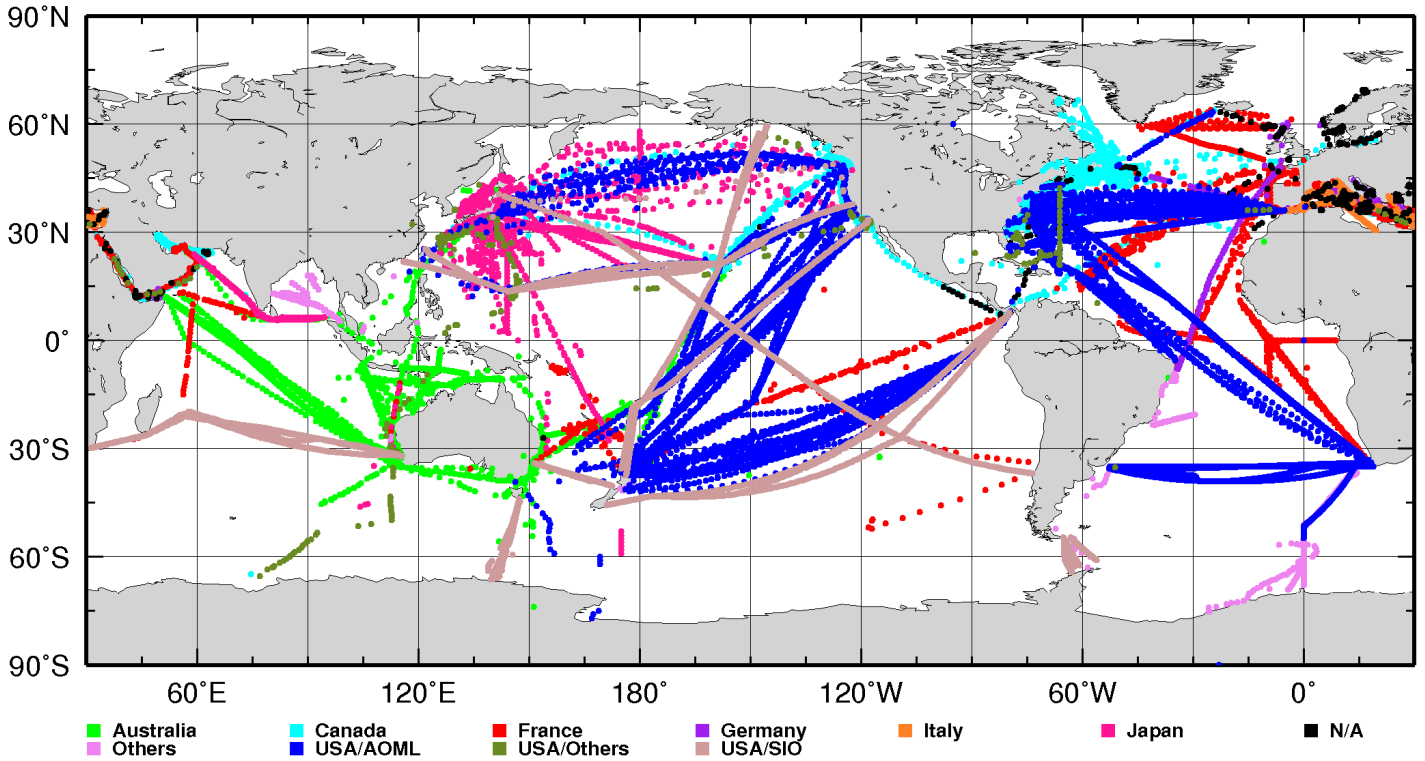 90˚N
60˚N
30˚N
0˚
30˚S
60˚S
90˚S
60˚E 120˚E 180˚ 120˚W 60˚W 0˚
Australia Canada France Germany Italy Japan N/A
Others USA/AOML USA/Others USA/SIO